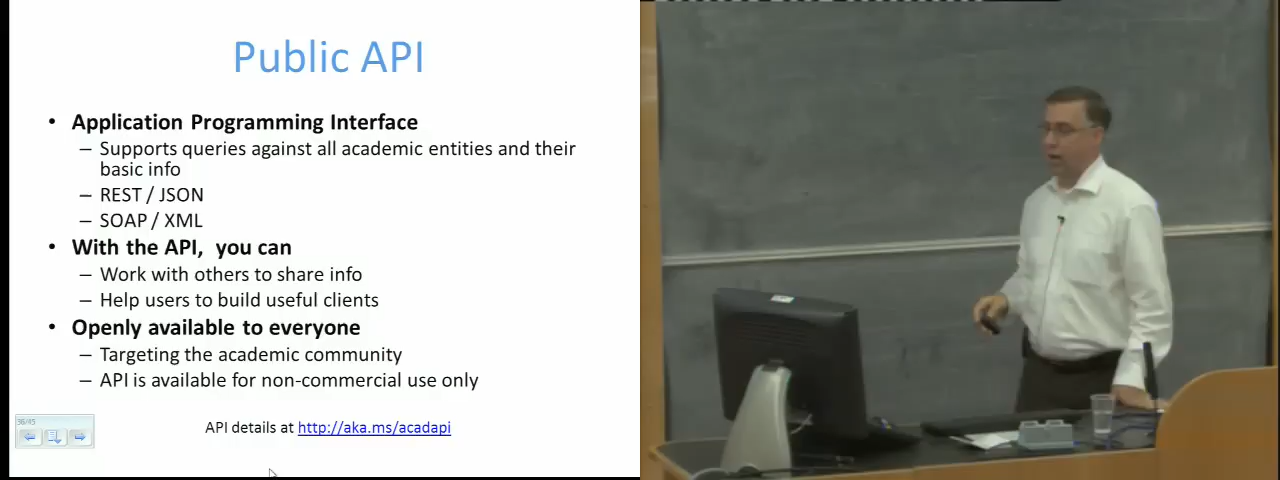 Public API
• Application Programming Interface
– Supports queries against all academic entities and their
basic info
– REST / JSON
– SOAP / XML
• With the API, you can
– Work with others to share info
– Help users to build useful clients
• Openly available to everyone
– Targeting the academic community
– API is available for non-commercial use only
36/45
API details at http://aka.ms/acadapi